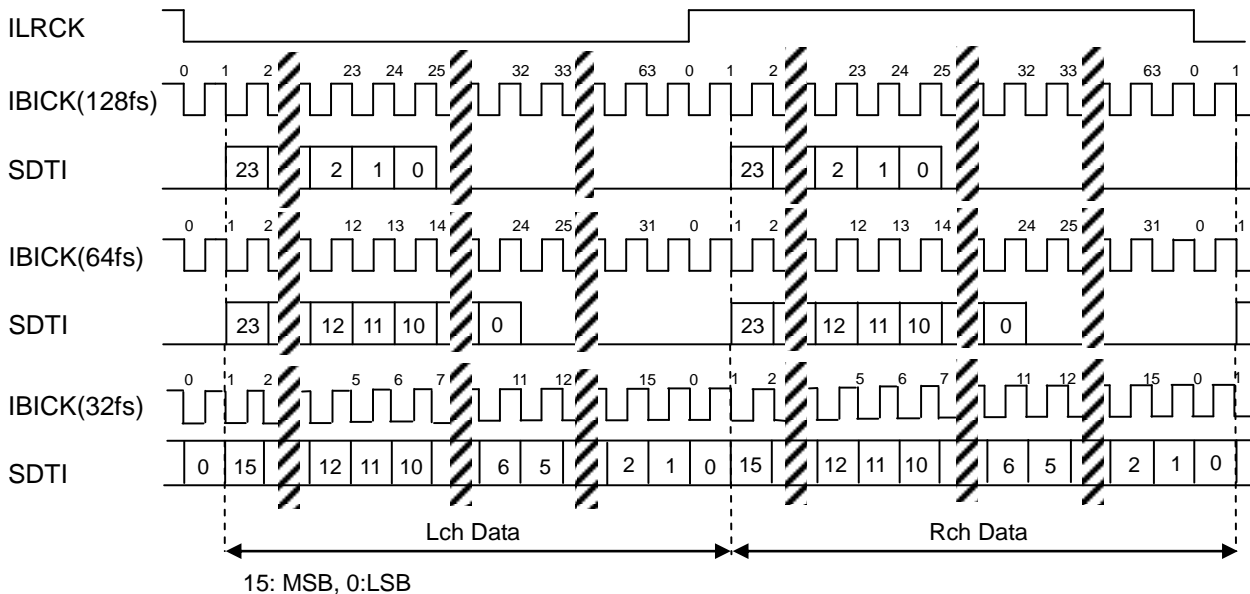 ILRCK
0 1 2 23 24 25 32 33 63 0 1 2 23 24 25 32 33 63 0 1
IBICK(128fs)
SDTI 23 2 1 0 23 2 1 0
0 1 2 12 13 14 24 25 31 0 1 2 12 13 14 24 25 31 0 1
IBICK(64fs)
SDTI 23 12 11 10 0 23 12 11 10 0
0 1 2 5 6 7 11 12 15 0 1 2 5 6 7 11 12 15 0 1
IBICK(32fs)
SDTI 0 15 12 11 10 6 5 2 1 0 15 12 11 10 6 5 2 1 0
Lch Data Rch Data
15: MSB, 0:LSB